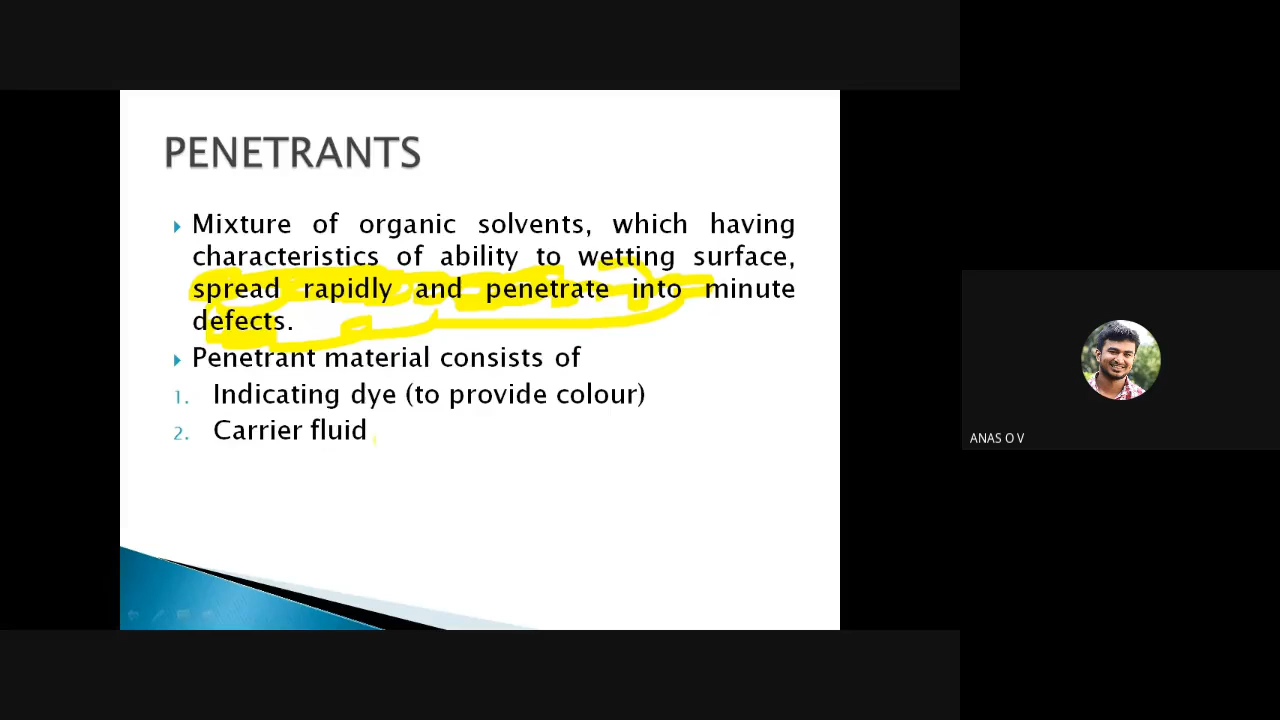 PENETRANTS
Mixture of organic solvents, which having
characteristics of ability to wetting surface,
spread rapidly and penetrate into minute
defects.
Penetrant material consists of
1. Indicating dye (to provide colour)
2. Carrier fluid
ANAS O V